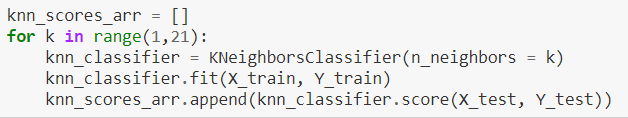 knn_scores_arr = []
for k in range(1,21):
    knn_classifier = KNeighborsClassifier(n_neighbors = k)
    knn_classifier.fit(X_train, Y_train)
    knn_scores_arr.append(knn_classifier.score(X_test, Y_test))